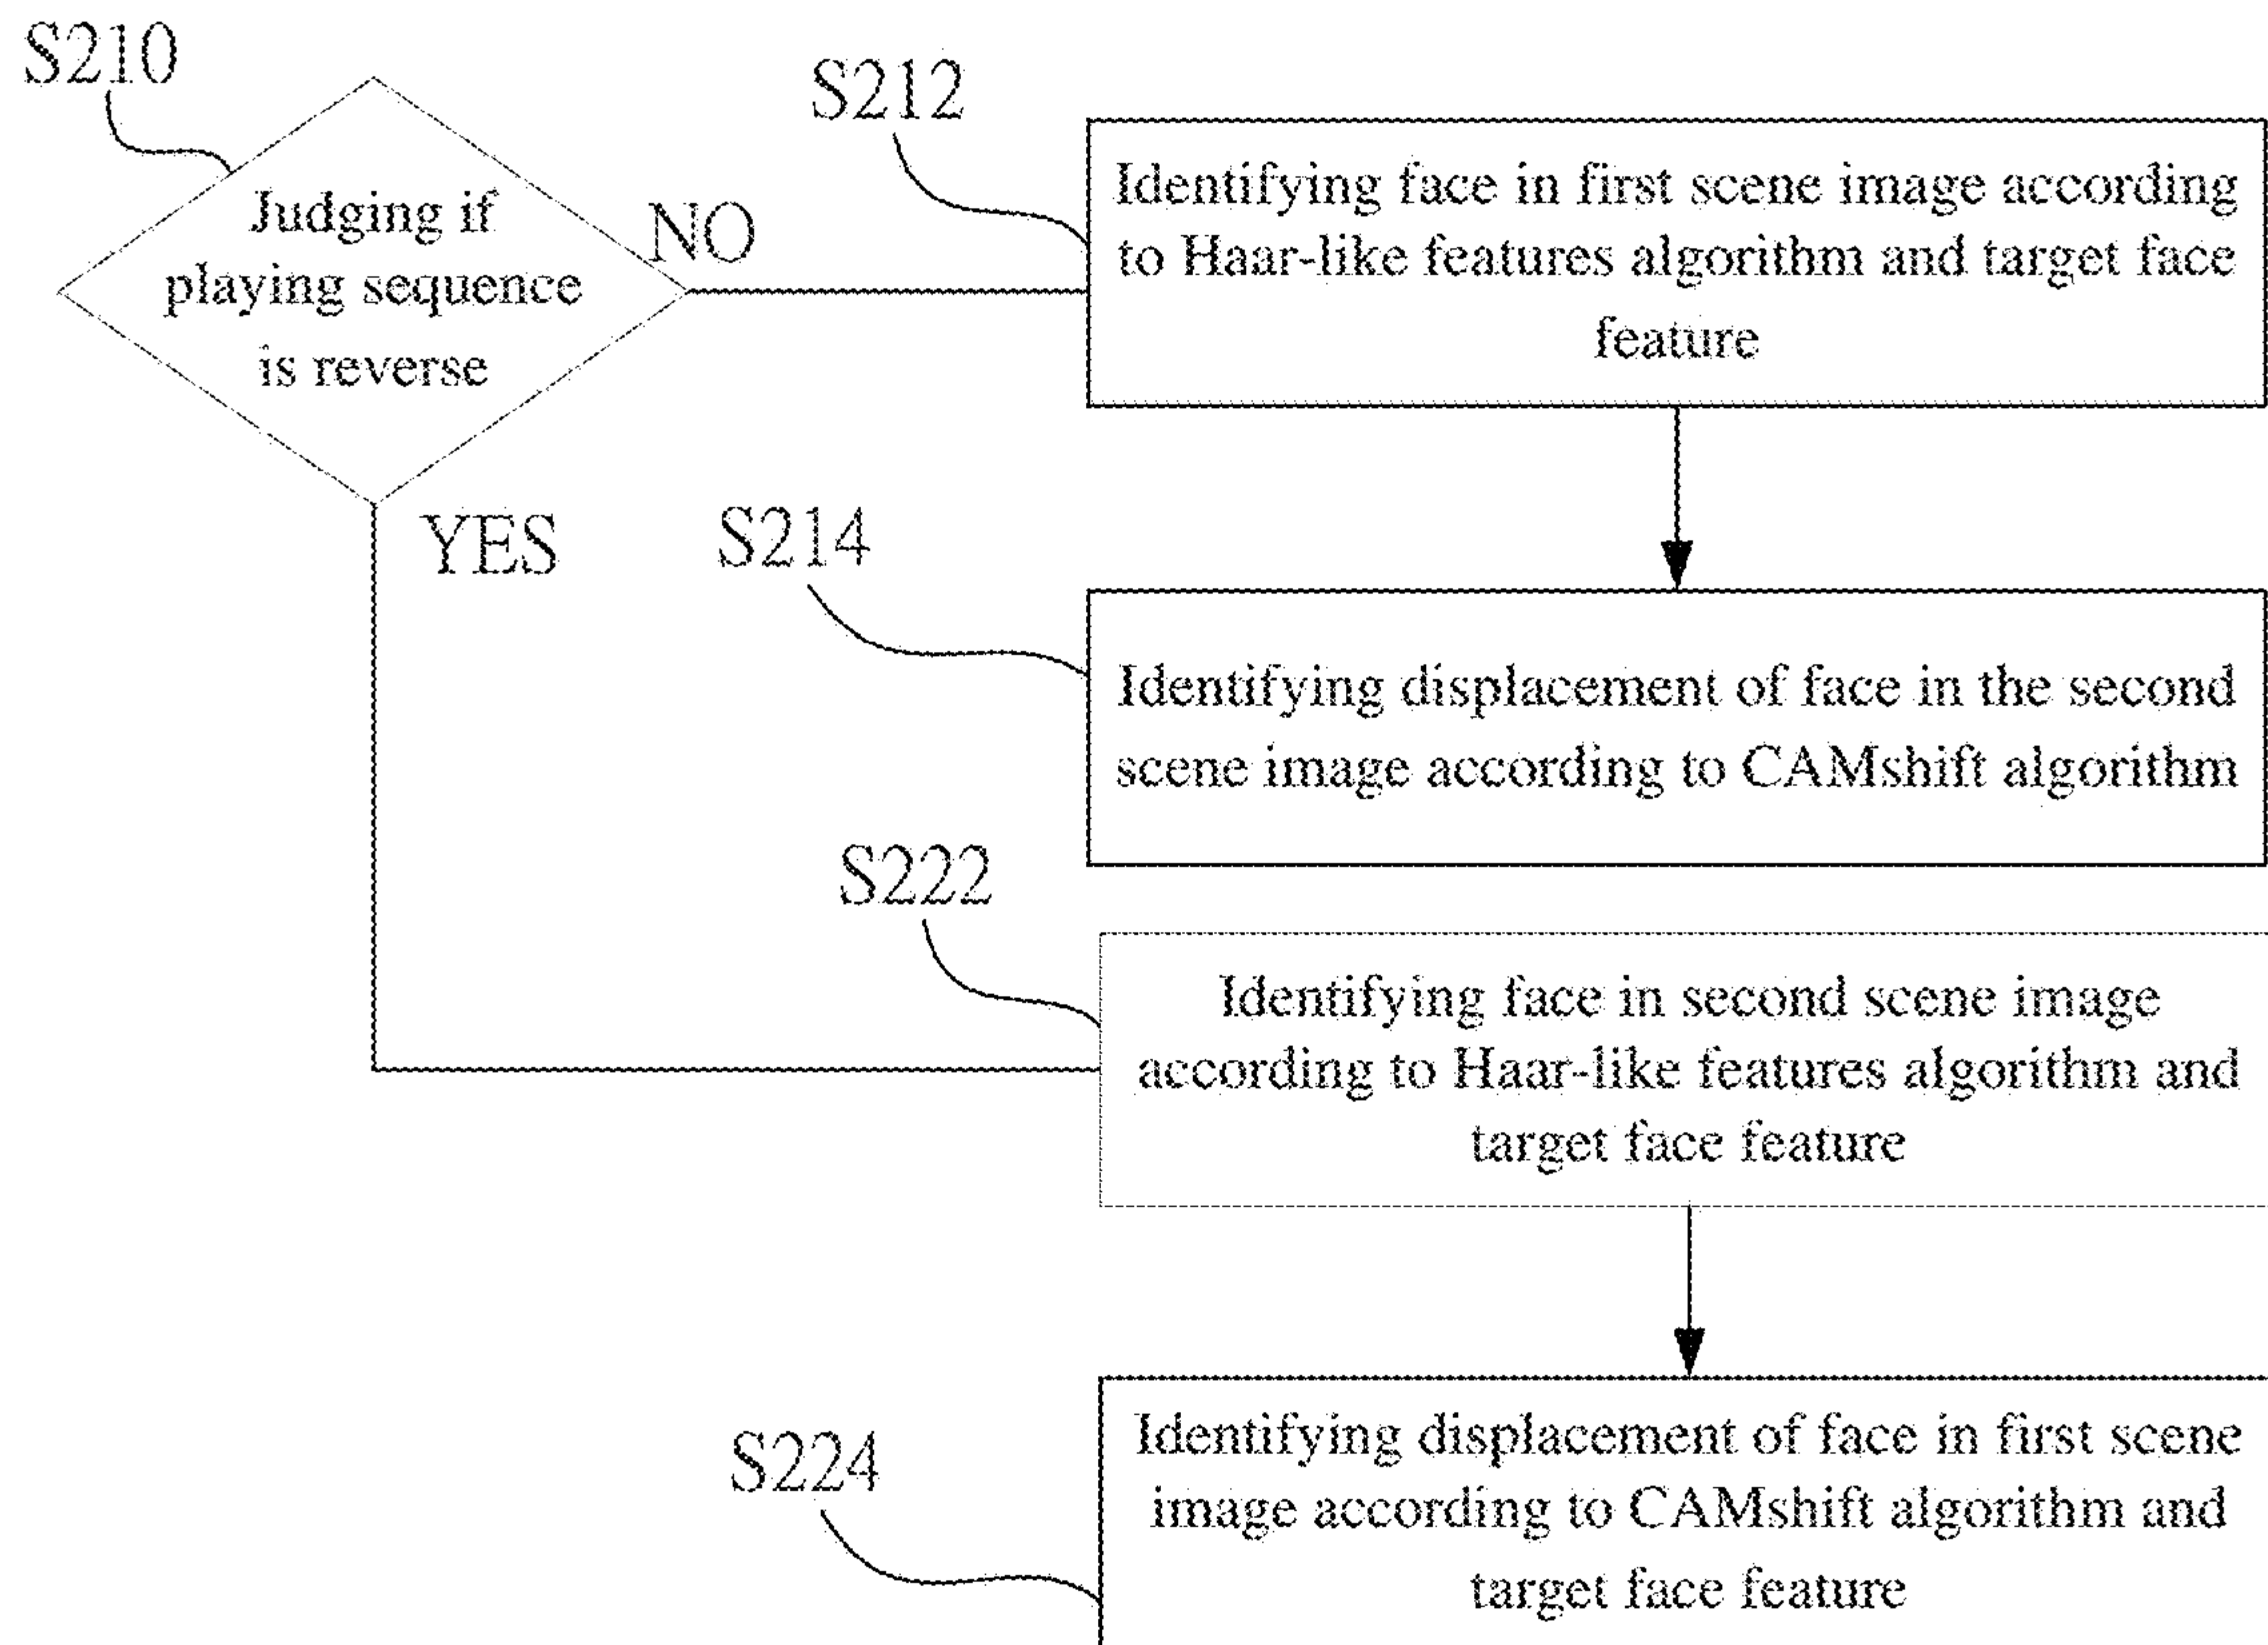 S210
Judging if
playing sequence
is reverse
NO
YES
S212
Identifying face in first scene image according
to Haar-like features algorithm and target face
feature
S214
Identifying displacement of face in the second
scene image according to CAMshift algorithm
S222
Identifying face in second scene image
according to Haar-like features algorithm and
target face feature
S224
Identifying displacement of face in first scene
image according to CAMshift algorithm and
target face feature